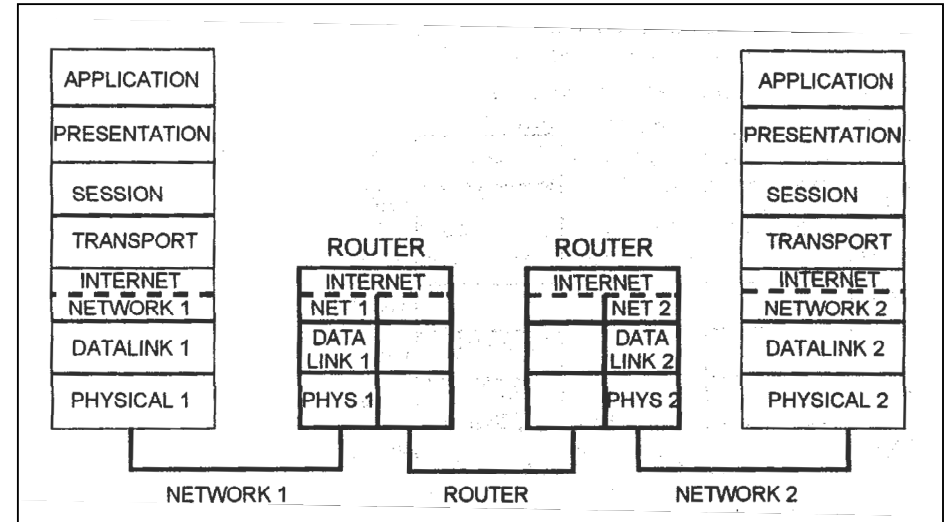 APPLICATION
PRESENTATION
SESSION
TRANSPORT
INTERNET
NETWORK 1
DATALINK 1
PHYSICAL 1
ROUTER
INTERNET
NET 1
DATA
LINK 1
PHYS 1
ROUTER
INTERNET
NET 2
DATA
LINK 2
PHYS 2
APPLICATION
PRESENTATION
SESSION
TRANSPORT
INTERNET
NETWORK 2
DATALINK 2
PHYSICAL 2
NETWORK 1
ROUTER
NETWORK 2